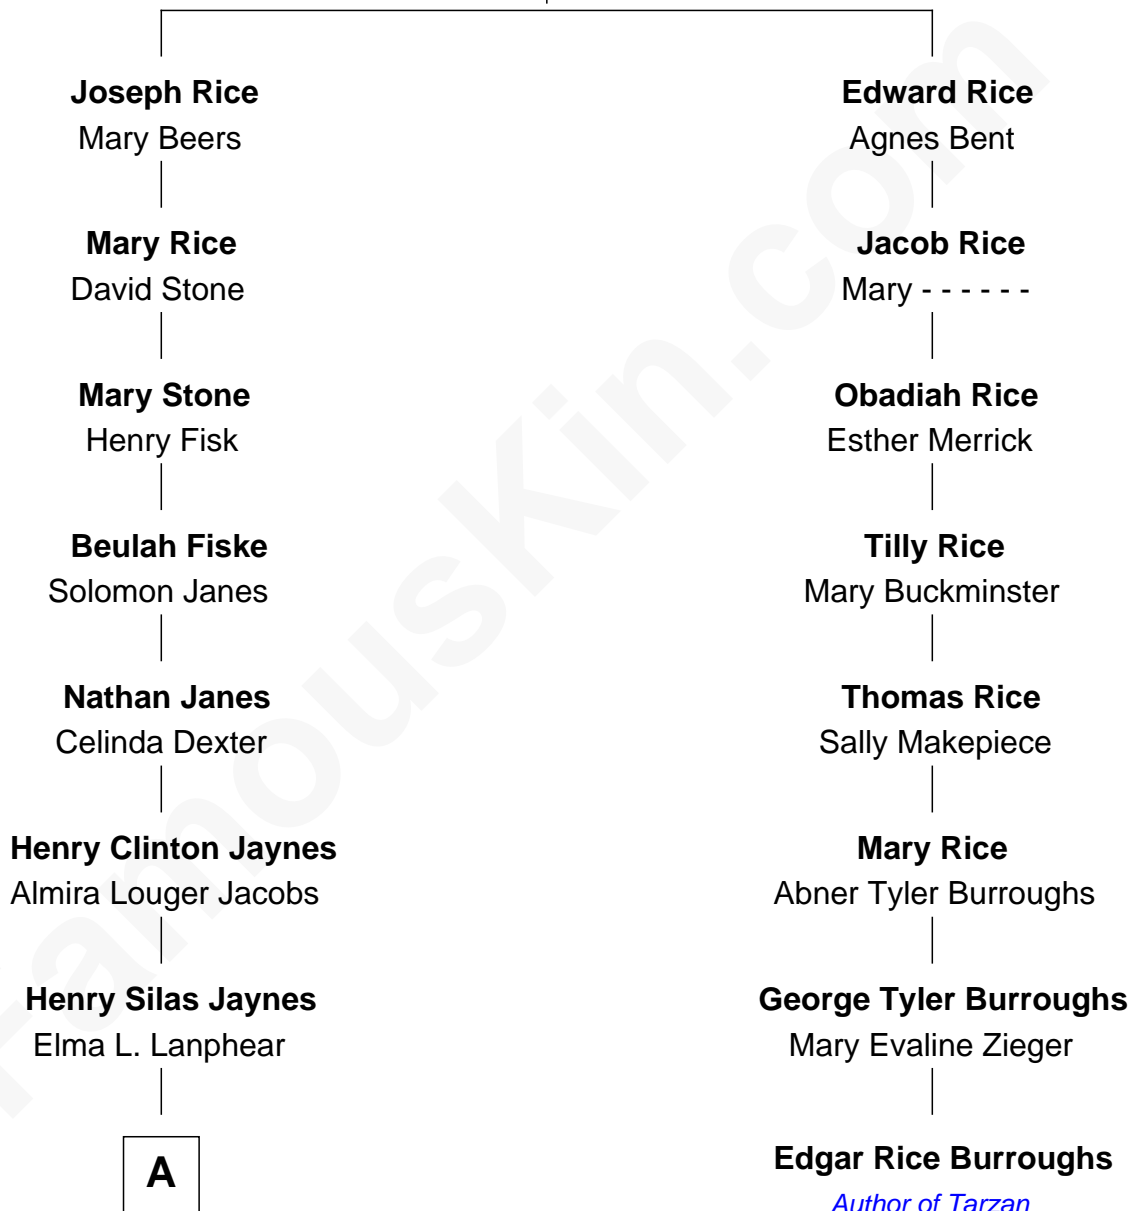 Joseph Rice
Mary Beers
Mary Rice
David Stone
Mary Stone
Henry Fisk
Beulah Fiske
Solomon Janes
Nathan Janes
Celinda Dexter
Henry Clinton Jaynes
Almira Louger Jacobs
Henry Silas Jaynes
Elma L. Lanphear
A
Edward Rice
Agnes Bent
Jacob Rice
Mary - - - - - -
Obadiah Rice
Esther Merrick
Tilly Rice
Mary Buckminster
Thomas Rice
Sally Makepiece
Mary Rice
Abner Tyler Burroughs
George Tyler Burroughs
Mary Evaline Zieger
Edgar Rice Burroughs
Author of Tarzan
FamousKin.com